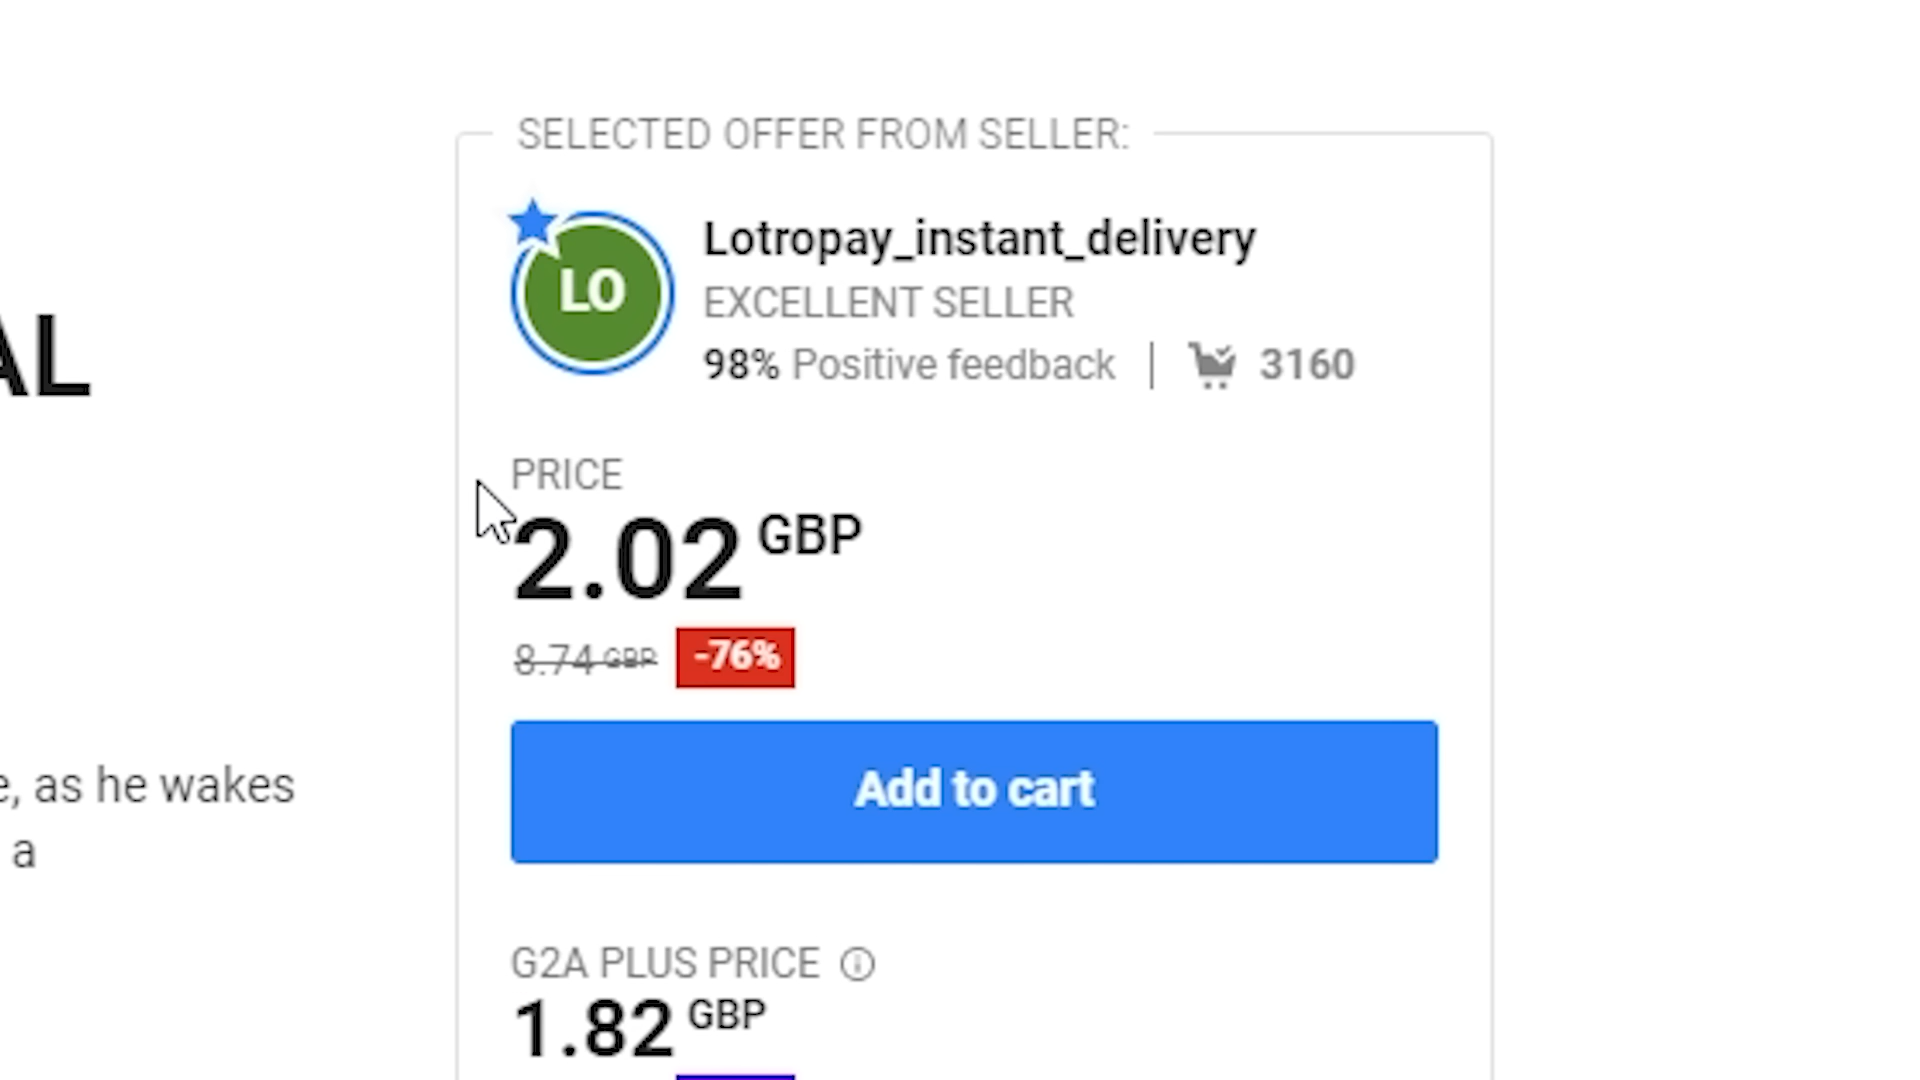 SELECTED OFFER FROM SELLER:
LO
Lotropay_instant_delivery
EXCELLENT SELLER
98% Positive feedback | 3160
AL
PRICE
2.02 GBP
8.74 GBP -76%
e, as he wakes
a
Add to cart
G2A PLUS PRICE
1.82 GBP